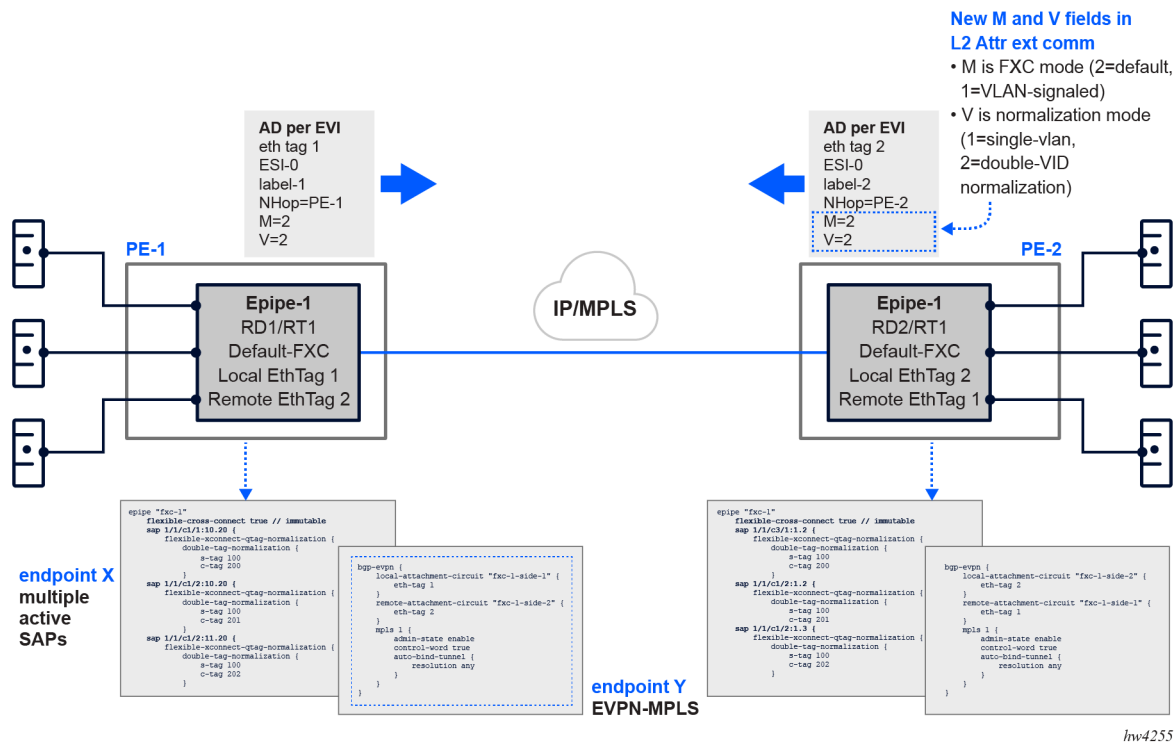 New M and V fields in
L2 Attr ext comm
• M is FXC mode (2=default,
1=VLAN-signaled)
• V is normalization mode
(1=single-vlan,
2=double-VID
normalization)
AD per EVI
eth tag 1
ESI-0
label-1
NHop=PE-1
M=2
V=2
AD per EVI
eth tag 2
ESI-0
label-2
NHop=PE-2
M=2
V=2
PE-1
PE-2
Epipe-1
RD1/RT1
Default-FXC
Local EthTag 1
Remote EthTag 2
IP/MPLS
Epipe-1
RD2/RT1
Default-FXC
Local EthTag 2
Remote EthTag 1
endpoint X
multiple
active
SAPs
epipe "fxc-1"
flexible-cross-connect true // immutable
sap 1/1/c1/1:10.20 {
flexible-xconnect-qtag-normalization {
double-tag-normalization {
s-tag 100
c-tag 200
}
sap 1/1/c1/2:10.20 {
flexible-xconnect-qtag-normalization {
double-tag-normalization {
s-tag 100
c-tag 201
}
sap 1/1/c1/2:11.20 {
flexible-xconnect-qtag-normalization {
double-tag-normalization {
s-tag 100
c-tag 202
}
bgp-evpn {
local-attachment-circuit "fxc-1-side-1" {
eth-tag 1
}
remote-attachment-circuit "fxc-1-side-2" {
eth-tag 2
}
mpls 1 {
admin-state enable
control-word true
auto-bind-tunnel {
resolution any
}
}
}
endpoint Y
EVPN-MPLS
epipe "fxc-1"
flexible-cross-connect true // immutable
sap 1/1/c3/1:1.2 {
flexible-xconnect-qtag-normalization {
double-tag-normalization {
s-tag 100
c-tag 200
}
sap 1/1/c2/1:1.2 {
flexible-xconnect-qtag-normalization {
double-tag-normalization {
s-tag 100
c-tag 201
}
sap 1/1/c1/2:1.3 {
flexible-xconnect-qtag-normalization {
double-tag-normalization {
s-tag 100
c-tag 202
}
bgp-evpn {
local-attachment-circuit "fxc-1-side-2" {
eth-tag 2
}
remote-attachment-circuit "fxc-1-side-1" {
eth-tag 1
}
mpls 1 {
admin-state enable
control-word true
auto-bind-tunnel {
resolution any
}
}
}
hw4255